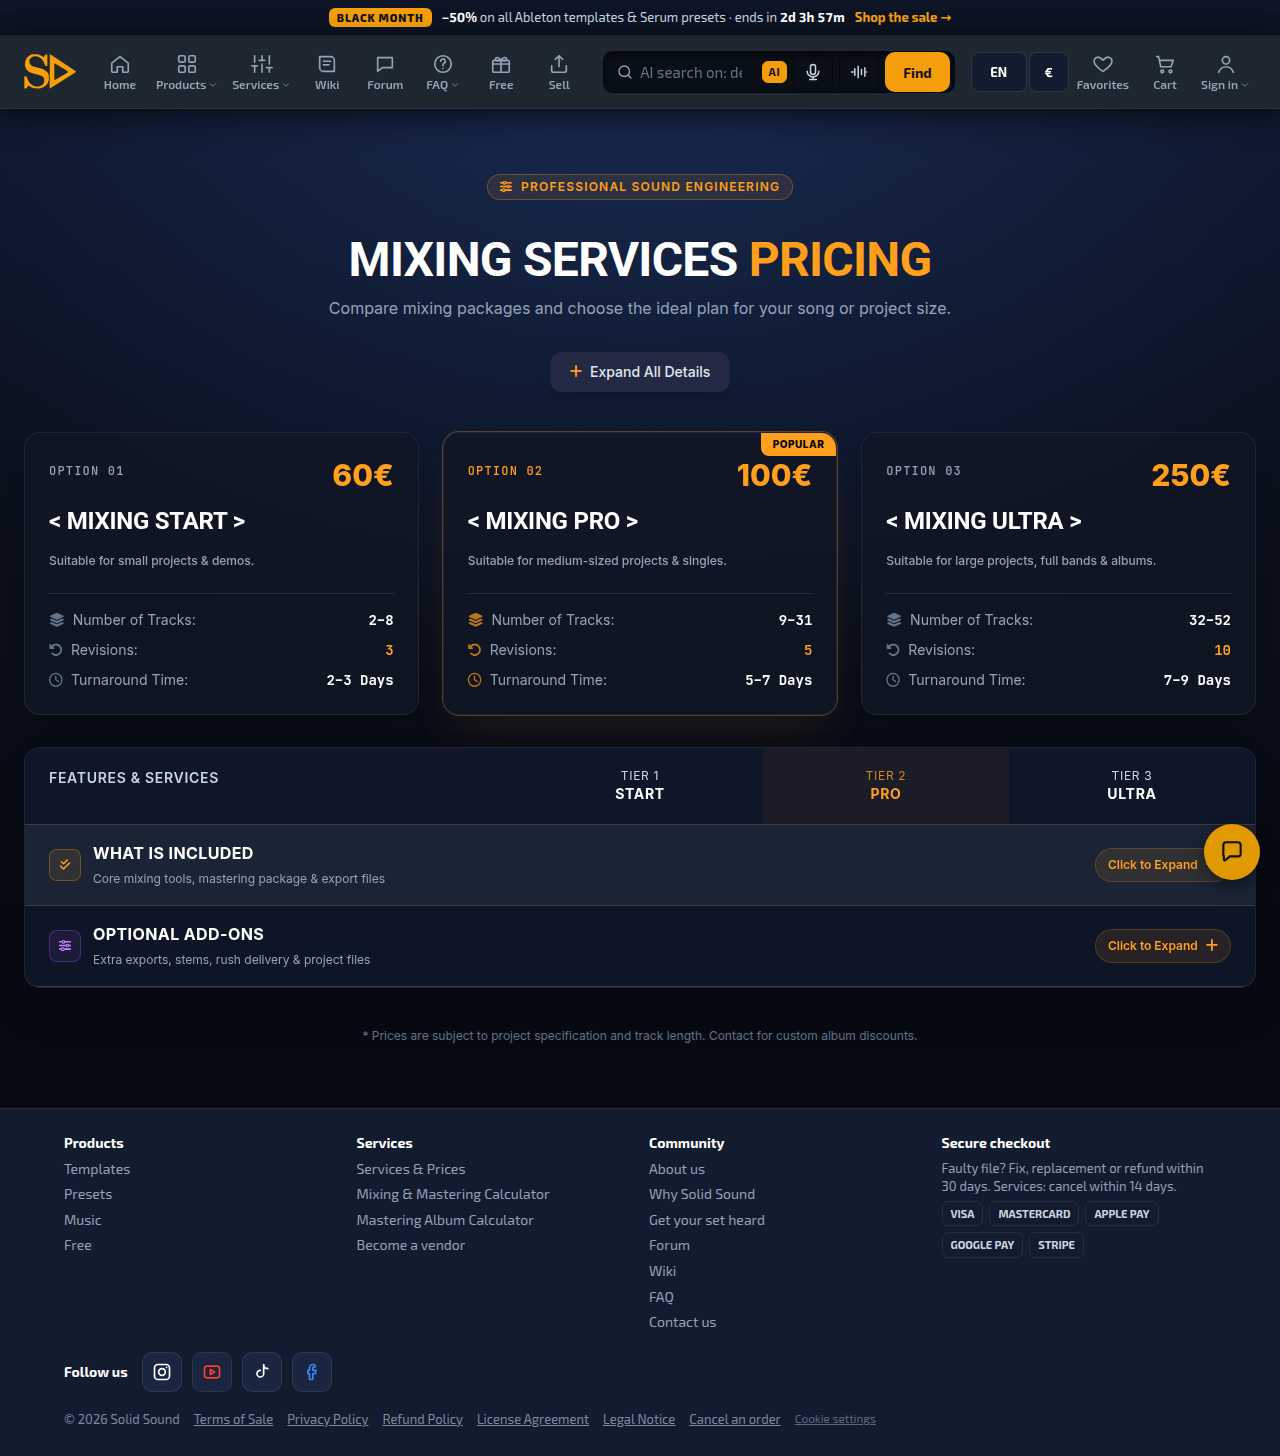 BLACK MONTH −50% on all Ableton templates & Serum presets · ends in 2d 3h 57m Shop the sale →
Home Products Services Wiki Forum FAQ Free Sell AI search on: AI Find EN € Favorites Cart Sign in
PROFESSIONAL SOUND ENGINEERING
MIXING SERVICES PRICING
Compare mixing packages and choose the ideal plan for your song or project size.
+ Expand All Details
OPTION 01 60€
< MIXING START >
Suitable for small projects & demos.
Number of Tracks: 2–8
Revisions: 3
Turnaround Time: 2–3 Days
POPULAR
OPTION 02 100€
< MIXING PRO >
Suitable for medium-sized projects & singles.
Number of Tracks: 9–31
Revisions: 5
Turnaround Time: 5–7 Days
OPTION 03 250€
< MIXING ULTRA >
Suitable for large projects, full bands & albums.
Number of Tracks: 32–52
Revisions: 10
Turnaround Time: 7–9 Days
FEATURES & SERVICES
TIER 1
START
TIER 2
PRO
TIER 3
ULTRA
WHAT IS INCLUDED
Core mixing tools, mastering package & export files
Click to Expand
OPTIONAL ADD-ONS
Extra exports, stems, rush delivery & project files
Click to Expand +
* Prices are subject to project specification and track length. Contact for custom album discounts.
Products
Templates
Presets
Music
Free
Services
Services & Prices
Mixing & Mastering Calculator
Mastering Album Calculator
Become a vendor
Community
About us
Why Solid Sound
Get your set heard
Forum
Wiki
FAQ
Contact us
Secure checkout
Faulty file? Fix, replacement or refund within
30 days. Services: cancel within 14 days.
VISA MASTERCARD APPLE PAY
GOOGLE PAY STRIPE
Follow us
© 2026 Solid Sound Terms of Sale Privacy Policy Refund Policy License Agreement Legal Notice Cancel an order Cookie settings